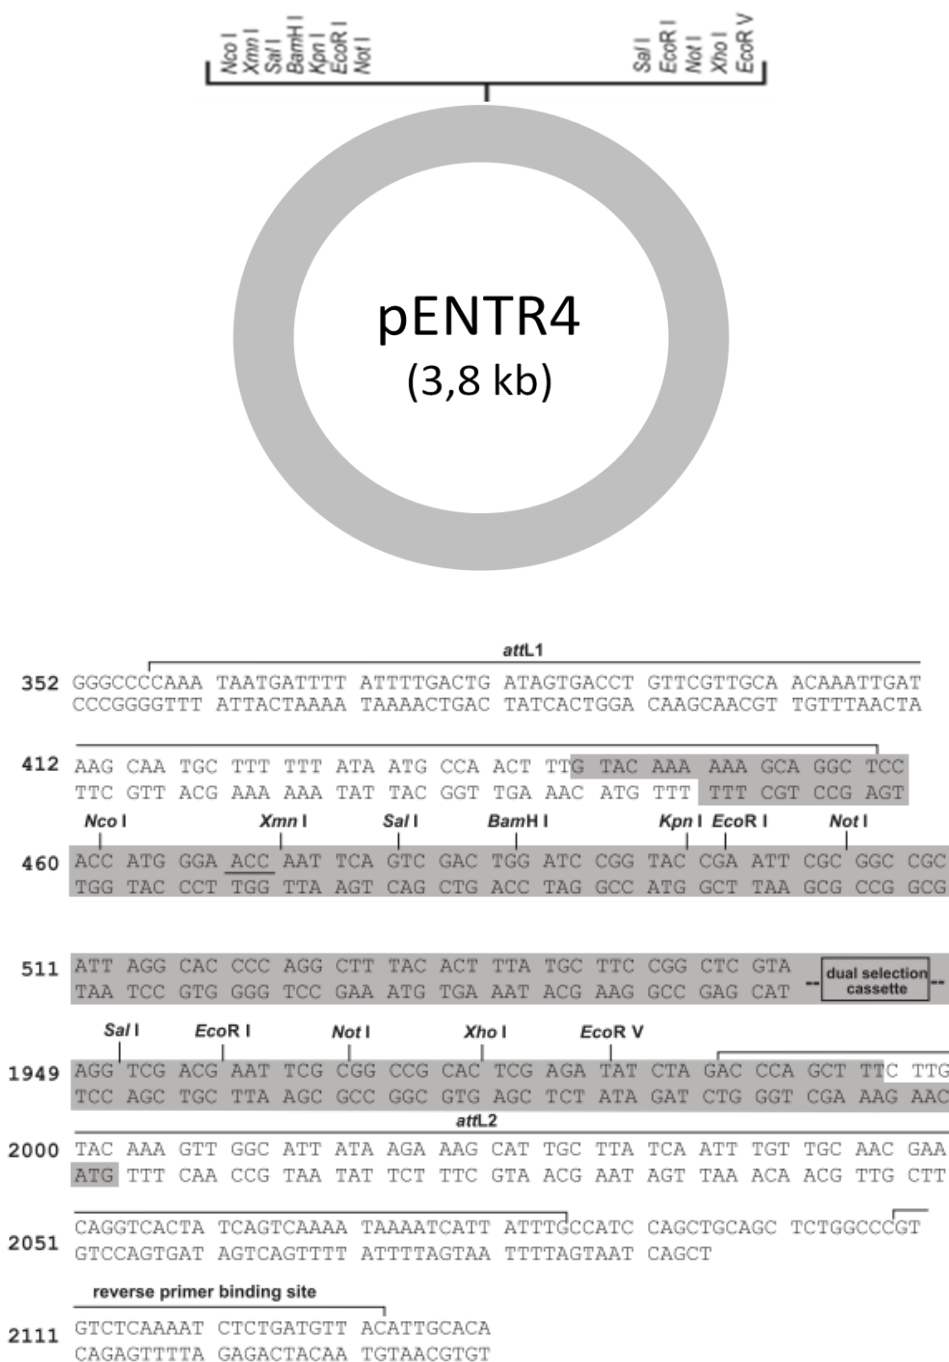 Nco I
Xmn I
Sal I
BamH I
Kpn I
EcoR I
Not I
Sal I
EcoR I
Not I
Xho I
EcoR V
pENTR4
(3,8 kb)
attL1
352 GGGCCCCAAA TAATGATTTT ATTTTGACTG ATAGTGACCT GTTCGTTGCA ACAAATTGAT
CCCGGGGTTT ATTACTAAAA TAAAACTGAC TATCACTGGA CAAGCAACGT TGTTTAACTA
412 AAG CAA TGC TTT TTT ATA ATG CCA ACT TTG TAC AAA AAA GCA GGC TCC
TTC GTT ACG AAA AAA TAT TAC GGT TGA AAC ATG TTT TTT CGT CCG AGT
Nco I Xmn I Sal I BamH I Kpn I EcoR I Not I
460 ACC ATG GGA ACC AAT TCA GTC GAC TGG ATC CGG TAC CGA ATT CGC GGC CGC
TGG TAC CCT TGG TTA AGT CAG CTG ACC TAG GCC ATG GCT TAA GCG CCG GCG
511 ATT AGG CAC CCC AGG CTT TAC ACT TTA TGC TTC CGG CTC GTA -- dual selection cassette --
TAA TCC GTG GGG TCC GAA ATG TGA AAT ACG AAG GCC GAG CAT
Sal I EcoR I Not I Xho I EcoR V
1949 AGG TCG ACG AAT TCG CGG CCG CAC TCG AGA TAT CTA GAC CCA GCT TTC TTG
TCC AGC TGC TTA AGC GCC GGC GTG AGC TCT ATA GAT CTG GGT CGA AAG AAC
attL2
2000 TAC AAA GTT GGC ATT ATA AGA AAG CAT TGC TTA TCA ATT TGT TGC AAC GAA
ATG TTT CAA CCG TAA TAT TCT TTC GTA ACG AAT AGT TAA ACA ACG TTG CTT
2051 CAGGTCACTA TCAGTCAAAA TAAAATCATT ATTTGCCATC CAGCTGCAGC TCTGGCCCGT
GTCCAGTGAT AGTCAGTTTT ATTTTAGTAA TTTTAGTAAT CAGCT
reverse primer binding site
2111 GTCTCAAAAT CTCTGATGTT ACATTGCACA
CAGAGTTTTA GAGACTACAA TGTAACGTGT